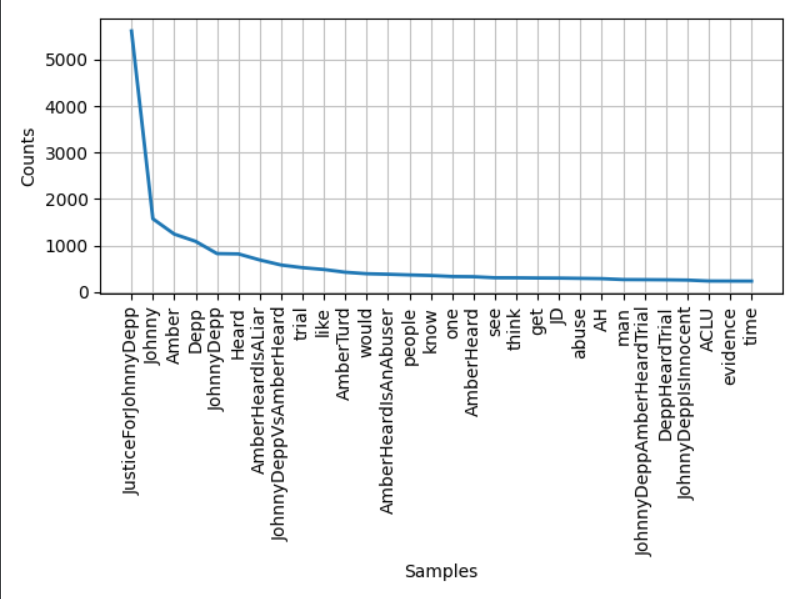 5000
4000
3000
2000
1000
0
Counts
JusticeForJohnnyDepp
Johnny
Amber
Depp
JohnnyDepp
Heard
AmberHeardIsALiar
JohnnyDeppVsAmberHeard
trial
like
AmberTurd
would
AmberHeardIsAnAbuser
people
know
one
AmberHeard
see
think
get
JD
abuse
AH
man
JohnnyDeppAmberHeardTrial
DeppHeardTrial
JohnnyDeppIsInnocent
ACLU
evidence
time
Samples